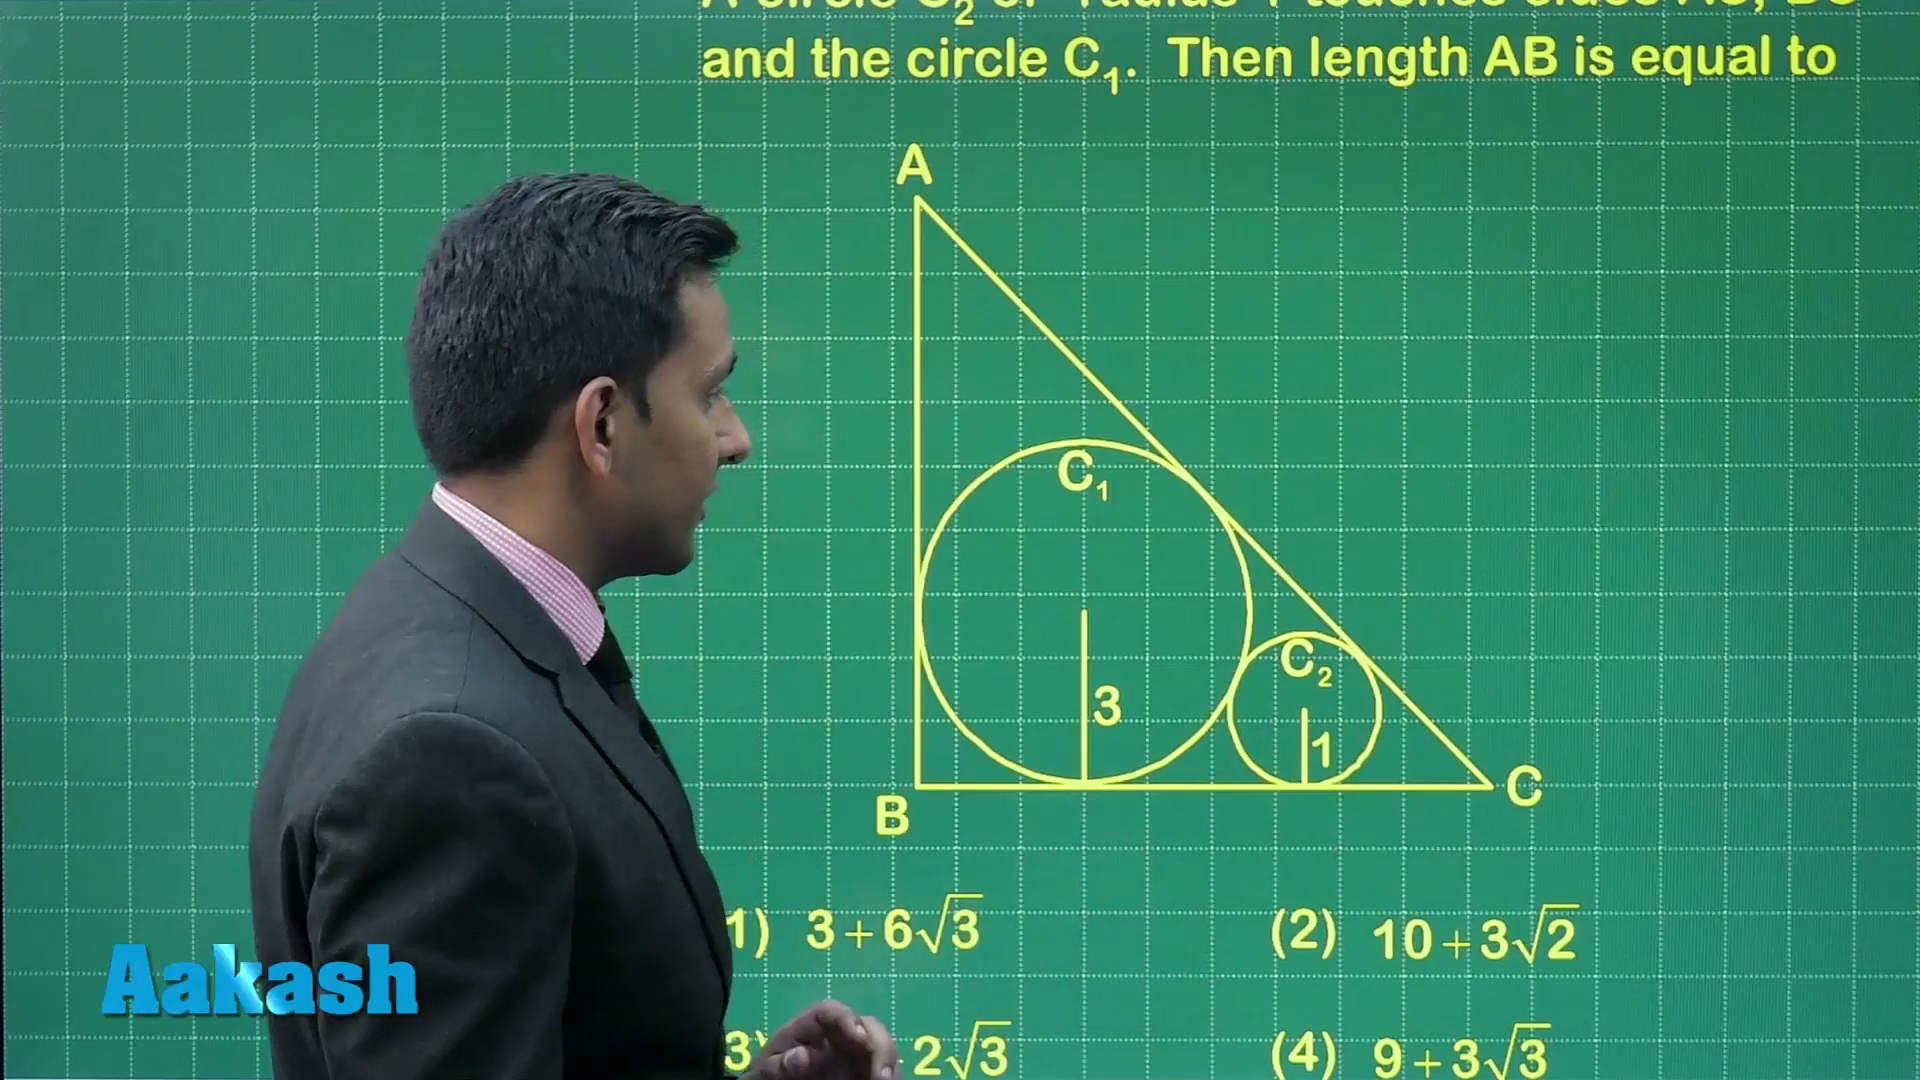 and the circle C₁. Then length AB is equal to
A
C₁
C₂
3
1
B
C
1) 3+6√3
(2) 10+3√2
3) 2√3
(4) 9+3√3
Aakash